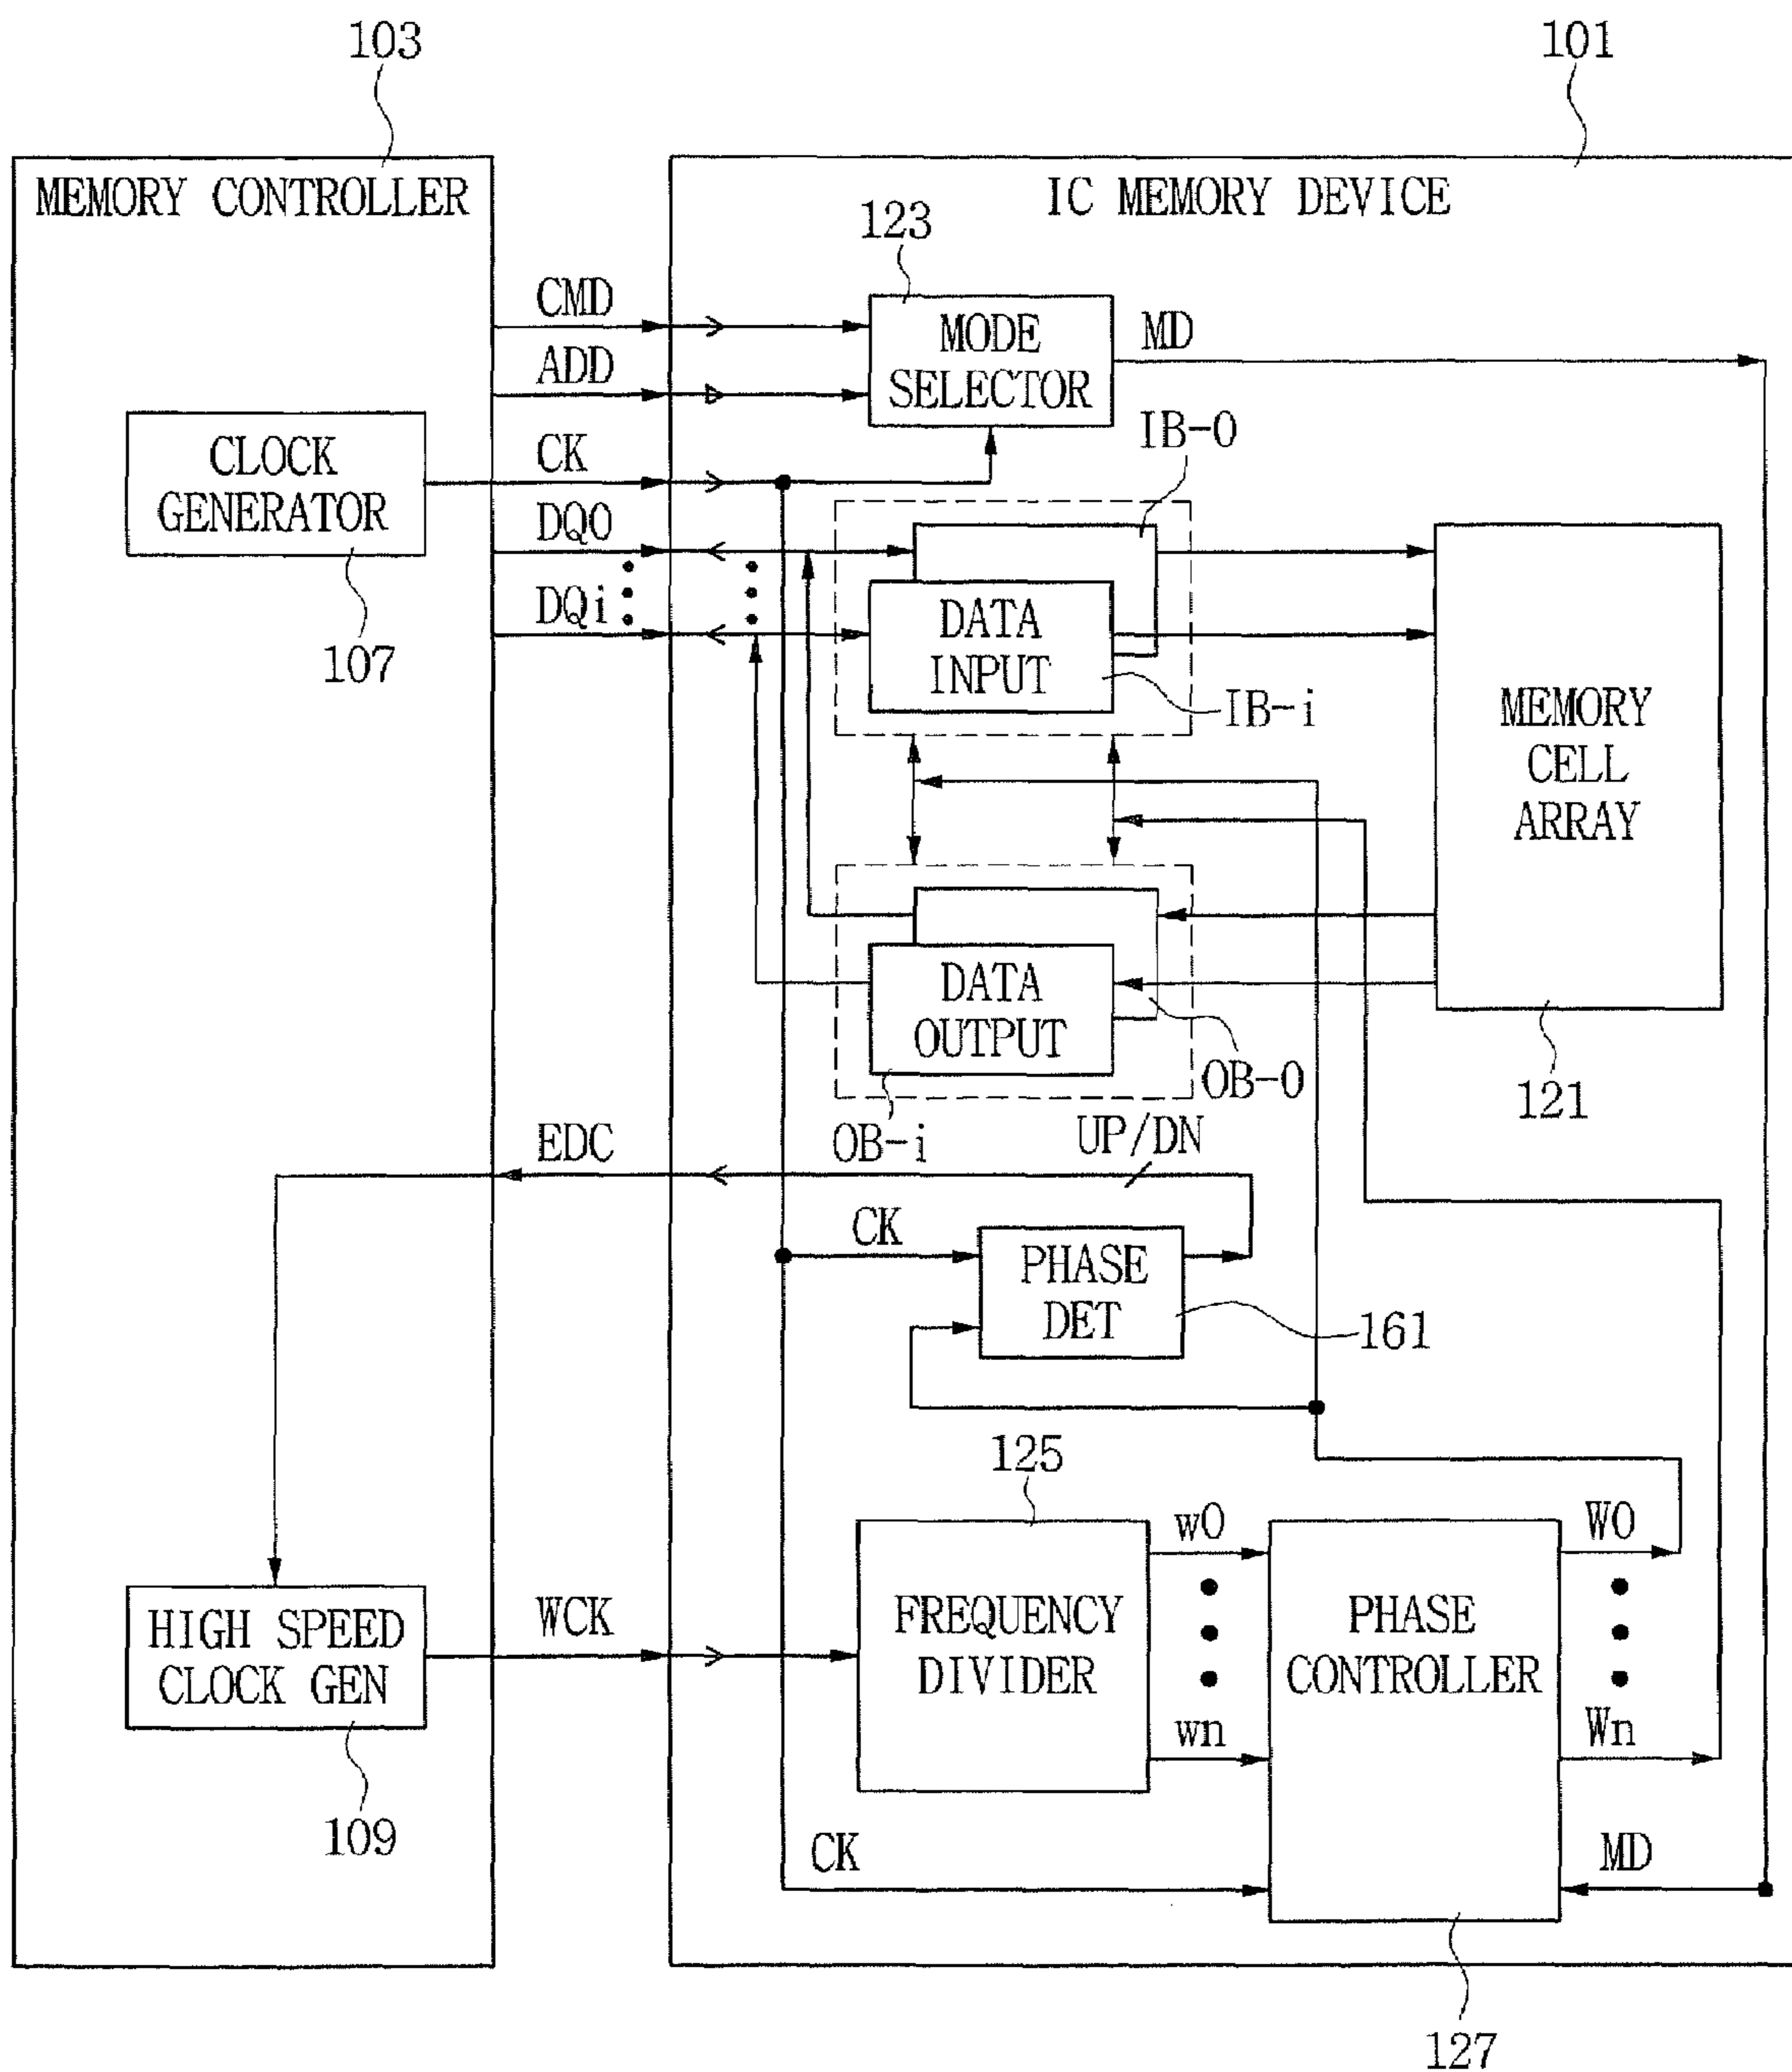 103
101
MEMORY CONTROLLER
IC MEMORY DEVICE
123
CMD
MODE
SELECTOR
MD
ADD
IB-0
CLOCK
GENERATOR
CK
DQ0
DQi
107
DATA
INPUT
IB-i
MEMORY
CELL
ARRAY
DATA
OUTPUT
OB-0
121
OB-i
EDC
UP/DN
CK
PHASE
DET
161
125
w0
W0
HIGH SPEED
CLOCK GEN
WCK
FREQUENCY
DIVIDER
PHASE
CONTROLLER
wn
Wn
109
CK
MD
127